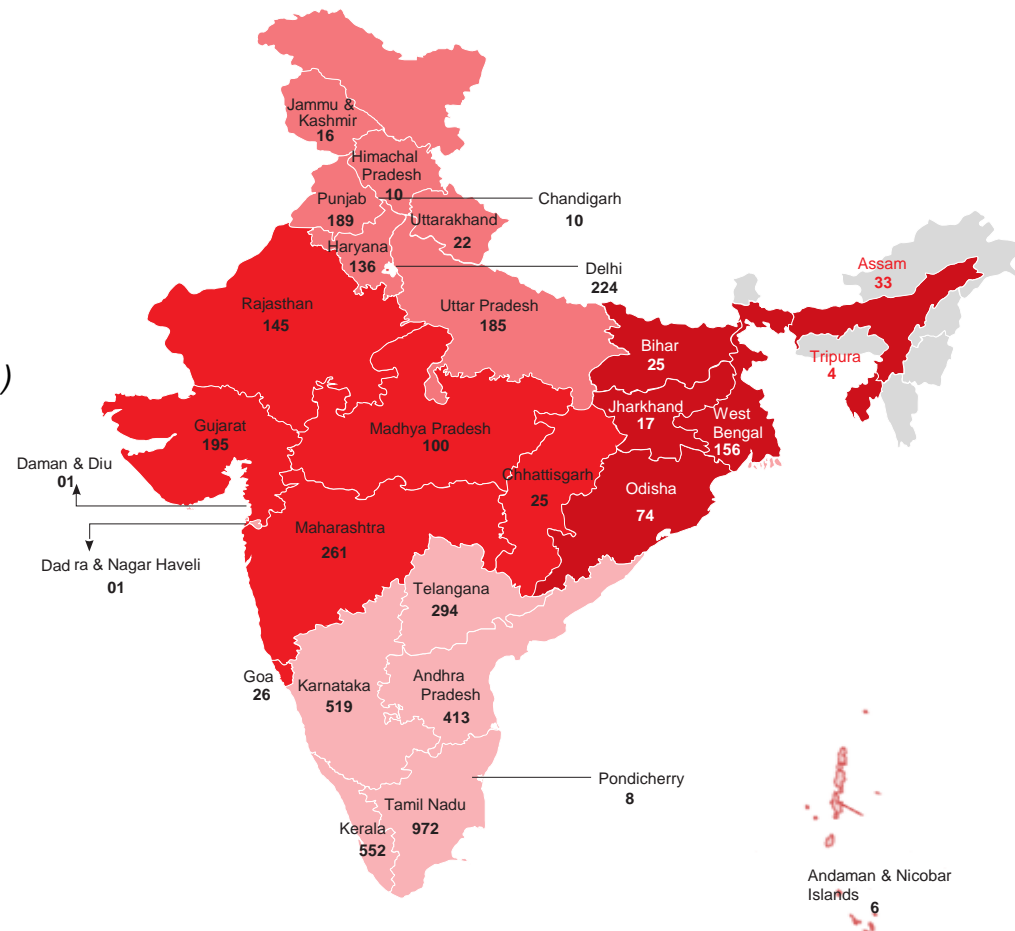 Jammu &
Kashmir
16
Himachal
Pradesh
10
Chandigarh
10
Punjab
189
Uttarakhand
22
Haryana
136
Delhi
224
Assam
33
Rajasthan
145
Uttar Pradesh
185
Bihar
25
Tripura
4
)
Jharkhand
17
West
Bengal
156
Gujarat
195
Madhya Pradesh
100
Daman & Diu
01
Chhattisgarh
25
Odisha
74
Maharashtra
261
Dad ra & Nagar Haveli
01
Telangana
294
Goa
26
Karnataka
519
Andhra
Pradesh
413
Pondicherry
8
Tamil Nadu
972
Kerala
552
Andaman & Nicobar
Islands
6